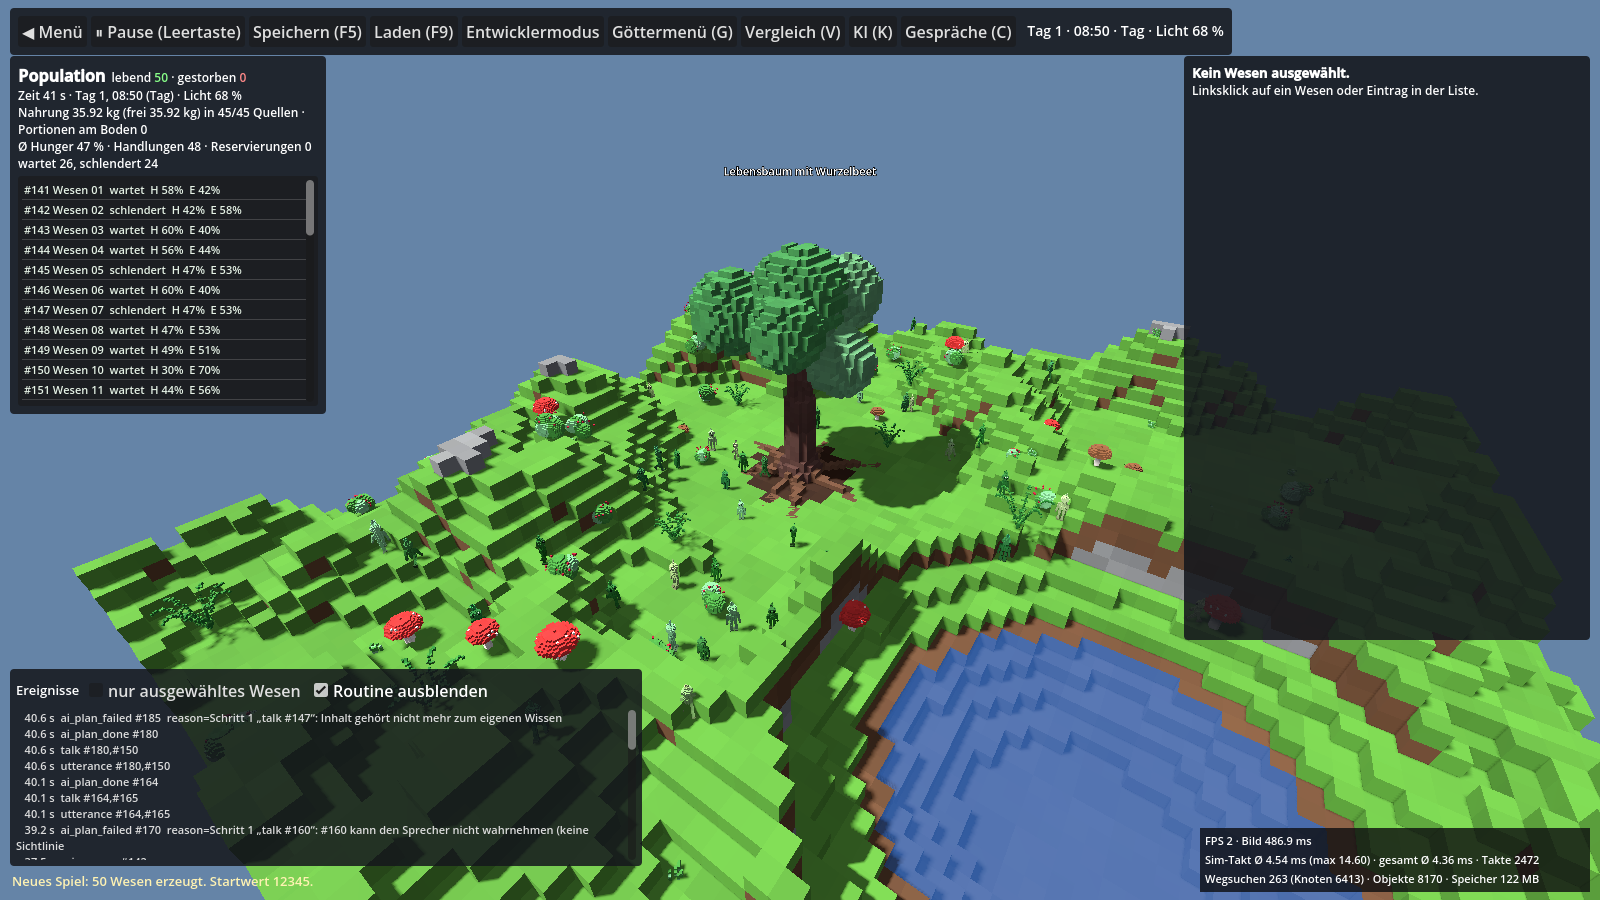 ◀ Menü
⏸ Pause (Leertaste)
Speichern (F5)
Laden (F9)
Entwicklermodus
Göttermenü (G)
Vergleich (V)
KI (K)
Gespräche (C)
Tag 1 · 08:50 · Tag · Licht 68 %
Population lebend 50 · gestorben 0
Zeit 41 s · Tag 1, 08:50 (Tag) · Licht 68 %
Nahrung 35.92 kg (frei 35.92 kg) in 45/45 Quellen ·
Portionen am Boden 0
Ø Hunger 47 % · Handlungen 48 · Reservierungen 0
wartet 26, schlendert 24
#141 Wesen 01 wartet H 58% E 42%
#142 Wesen 02 schlendert H 42% E 58%
#143 Wesen 03 wartet H 60% E 40%
#144 Wesen 04 wartet H 56% E 44%
#145 Wesen 05 schlendert H 47% E 53%
#146 Wesen 06 wartet H 60% E 40%
#147 Wesen 07 schlendert H 47% E 53%
#148 Wesen 08 wartet H 47% E 53%
#149 Wesen 09 wartet H 49% E 51%
#150 Wesen 10 wartet H 30% E 70%
#151 Wesen 11 wartet H 44% E 56%
Kein Wesen ausgewählt.
Linksklick auf ein Wesen oder Eintrag in der Liste.
Lebensbaum mit Wurzelbeet
Ereignisse
nur ausgewähltes Wesen
Routine ausblenden
40.6 s ai_plan_failed #185 reason=Schritt 1 „talk #147“: Inhalt gehört nicht mehr zum eigenen Wissen
40.6 s ai_plan_done #180
40.6 s talk #180,#150
40.6 s utterance #180,#150
40.1 s ai_plan_done #164
40.1 s talk #164,#165
40.1 s utterance #164,#165
39.2 s ai_plan_failed #170 reason=Schritt 1 „talk #160“: #160 kann den Sprecher nicht wahrnehmen (keine
Sichtlinie
Neues Spiel: 50 Wesen erzeugt. Startwert 12345.
FPS 2 · Bild 486.9 ms
Sim-Takt Ø 4.54 ms (max 14.60) · gesamt Ø 4.36 ms · Takte 2472
Wegsuchen 263 (Knoten 6413) · Objekte 8170 · Speicher 122 MB